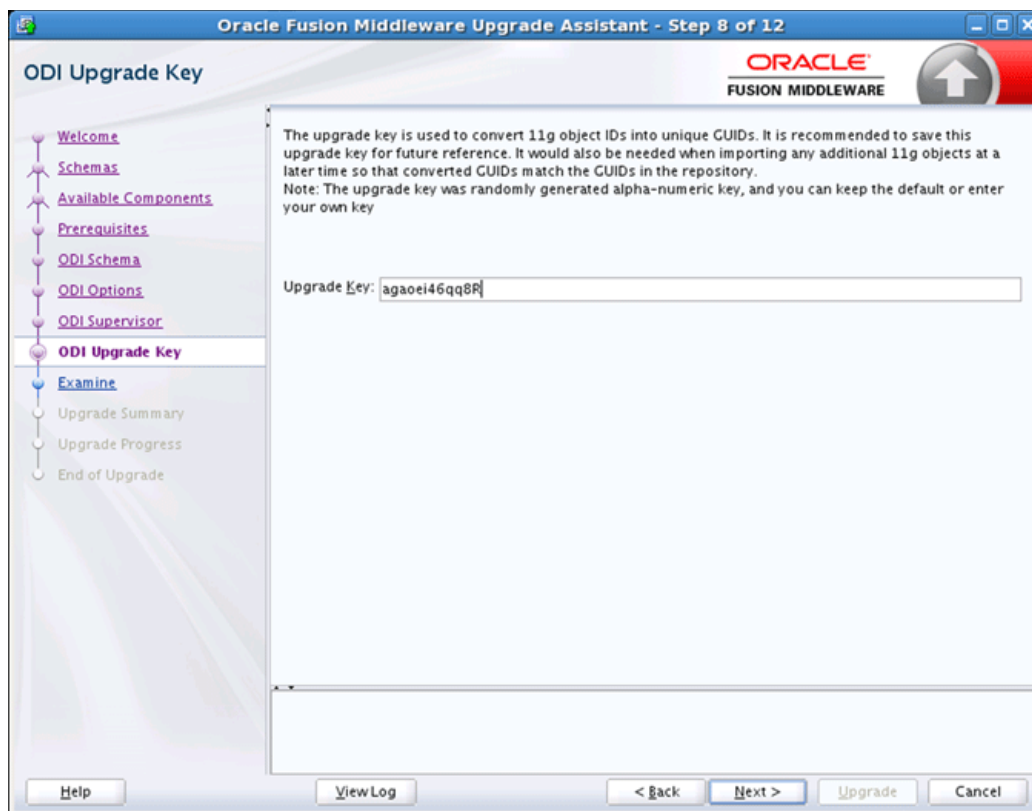 Oracle Fusion Middleware Upgrade Assistant - Step 8 of 12
ODI Upgrade Key
ORACLE
FUSION MIDDLEWARE
Welcome
Schemas
Available Components
Prerequisites
ODI Schema
ODI Options
ODI Supervisor
ODI Upgrade Key
Examine
Upgrade Summary
Upgrade Progress
End of Upgrade
The upgrade key is used to convert 11g object IDs into unique GUIDs. It is recommended to save this
upgrade key for future reference. It would also be needed when importing any additional 11g objects at a
later time so that converted GUIDs match the GUIDs in the repository.
Note: The upgrade key was randomly generated alpha-numeric key, and you can keep the default or enter
your own key
Upgrade Key: agaoei46qq8R
Help View Log < Back Next > Upgrade Cancel